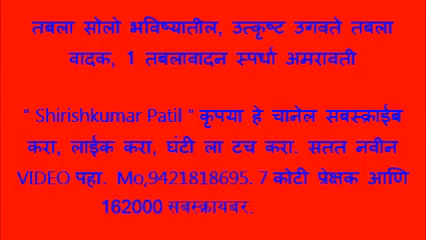 तबला सोलो भविष्यातील, उत्कृष्ट उगवते तबला
वादक, 1 तबलावादन स्पर्धा अमरावती
“ Shirishkumar Patil “ कृपया हे चानेल सबस्क्राईब
करा, लाईक करा, घंटी ला टच करा. सतत नवीन
VIDEO पहा. Mo,9421818695. 7 कोटी प्रेक्षक आणि
162000 सबस्क्रायबर.